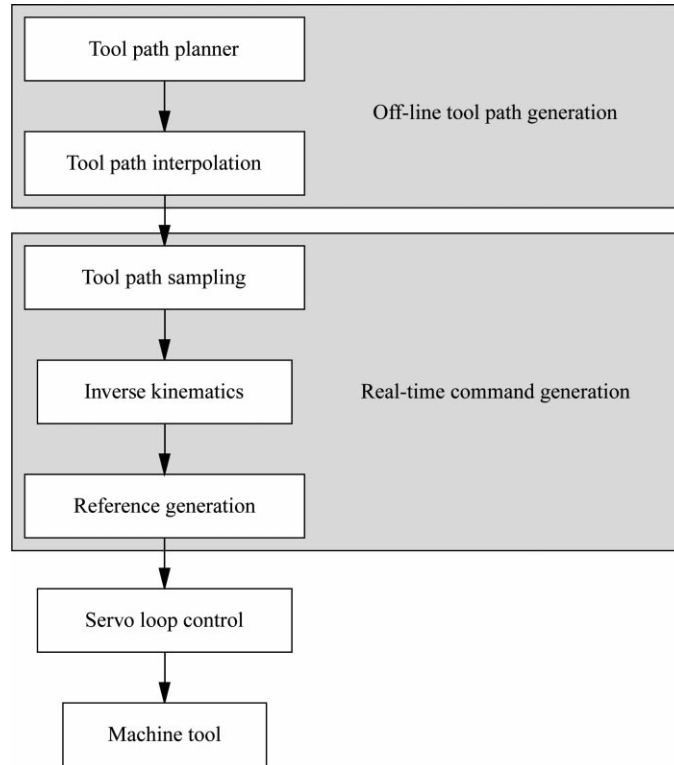 Tool path planner
Off-line tool path generation
Tool path interpolation
Tool path sampling
Inverse kinematics
Real-time command generation
Reference generation
Servo loop control
Machine tool